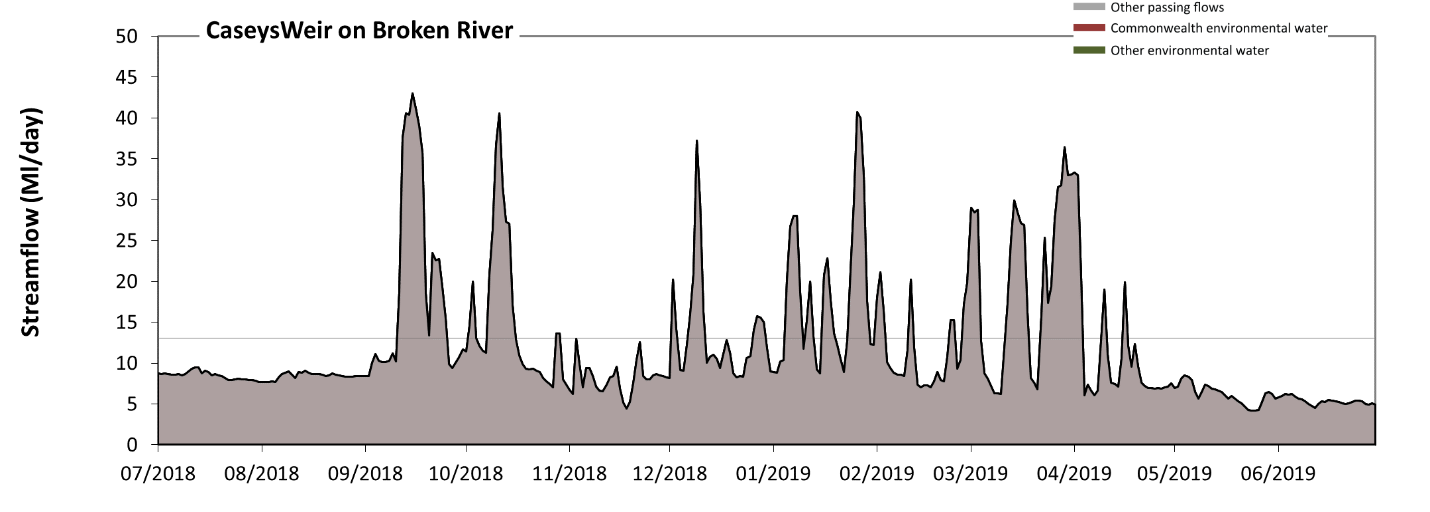 Other passing flows
CaseysWeir on Broken River
Commonwealth environmental water
Other environmental water
Streamflow (Ml/day)
50
45
40
35
30
25
20
15
10
5
0
07/2018 08/2018 09/2018 10/2018 11/2018 12/2018 01/2019 02/2019 03/2019 04/2019 05/2019 06/2019